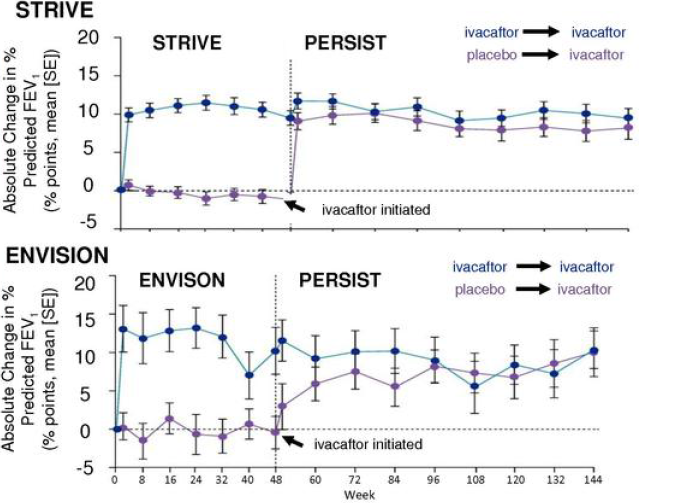 STRIVE
STRIVE
PERSIST
ivacaftor ivacaftor
placebo ivacaftor
Absolute Change in %
Predicted FEV1
(% points, mean [SE])
20
15
10
5
0
-5
ivacaftor initiated
ENVISION
ENVISON
PERSIST
ivacaftor ivacaftor
placebo ivacaftor
Absolute Change in %
Predicted FEV1
(% points, mean [SE])
20
15
10
5
0
-5
ivacaftor initiated
0 8 16 24 32 40 48 60 72 84 96 108 120 132 144
Week